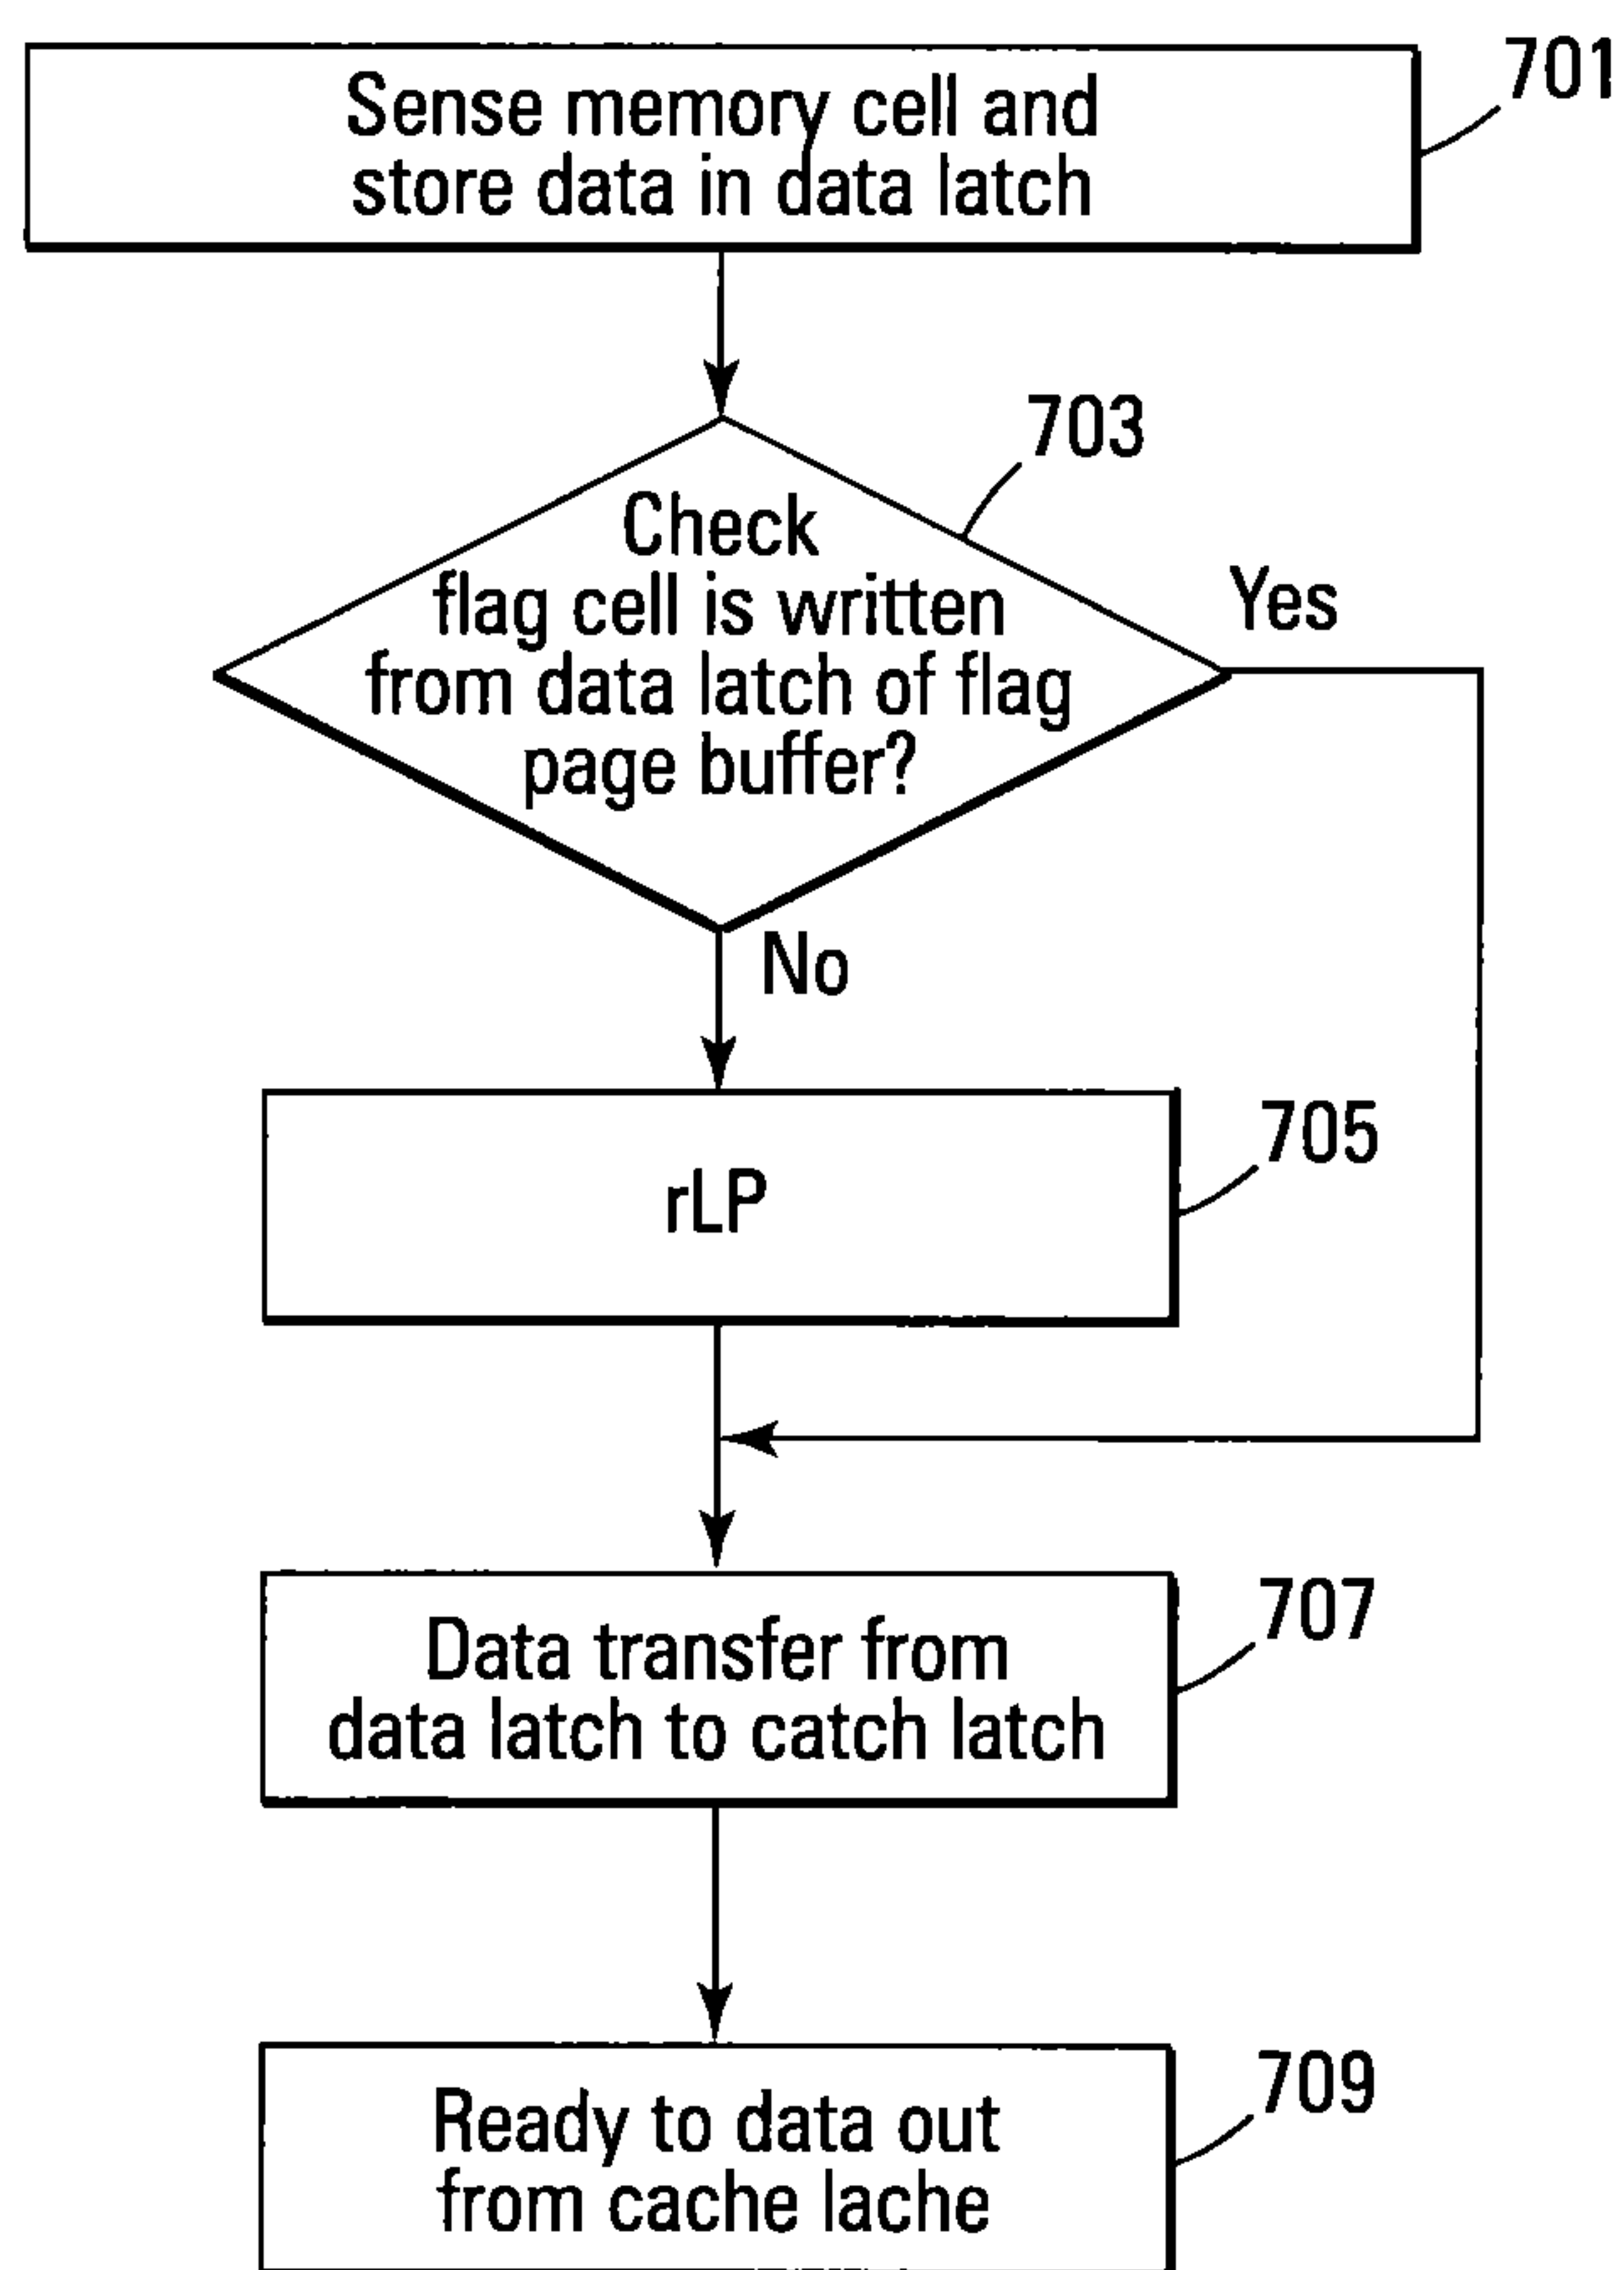 701
Sense memory cell and
store data in data latch
703
Check
flag cell is written
from data latch of flag
page buffer?
Yes
No
705
rLP
707
Data transfer from
data latch to catch latch
709
Ready to data out
from cache lache